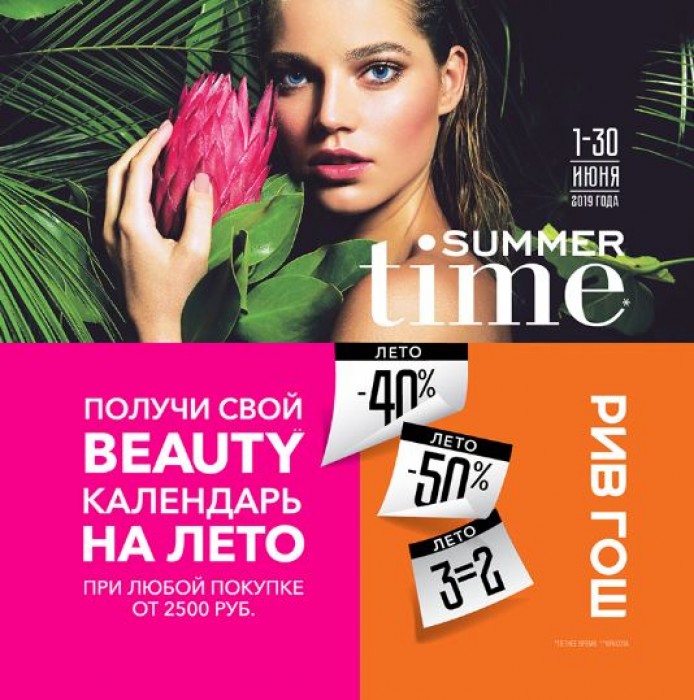 1-30
ИЮНЯ
2019 ГОДА
SUMMER
time*
ПОЛУЧИ СВОЙ
BEAUTY
КАЛЕНДАРЬ
НА ЛЕТО
ПРИ ЛЮБОЙ ПОКУПКЕ
ОТ 2500 РУБ.
ЛЕТО
-40%
ЛЕТО
-50%
ЛЕТО
3=2
РИВ ГОШ